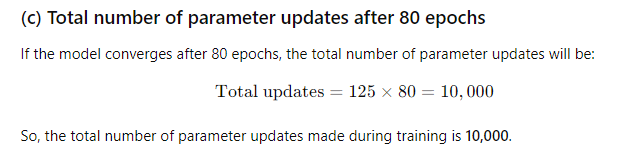 (c) Total number of parameter updates after 80 epochs
If the model converges after 80 epochs, the total number of parameter updates will be:
Total updates = 125 × 80 = 10, 000
So, the total number of parameter updates made during training is 10,000.